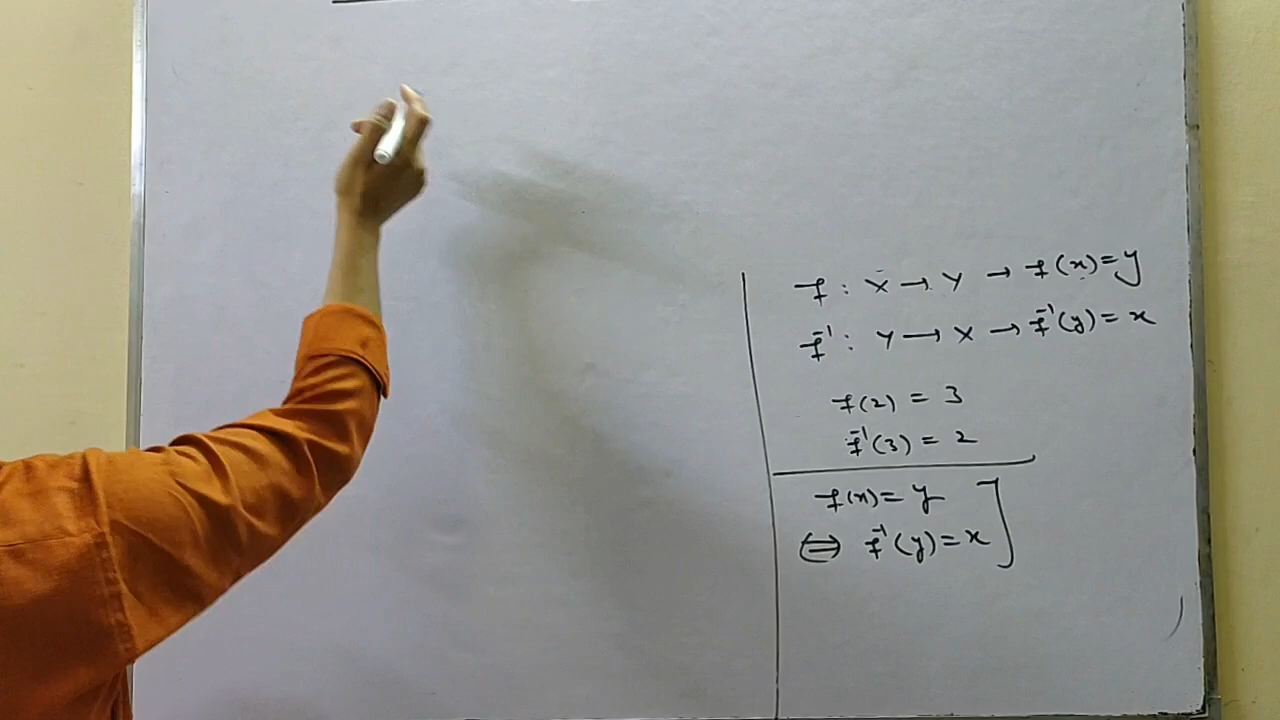 f : X → Y → f(x) = y
f⁻¹ : Y → X → f⁻¹(y) = x
f(2) = 3
f⁻¹(3) = 2
f(x) = y
⇔ f⁻¹(y) = x ]